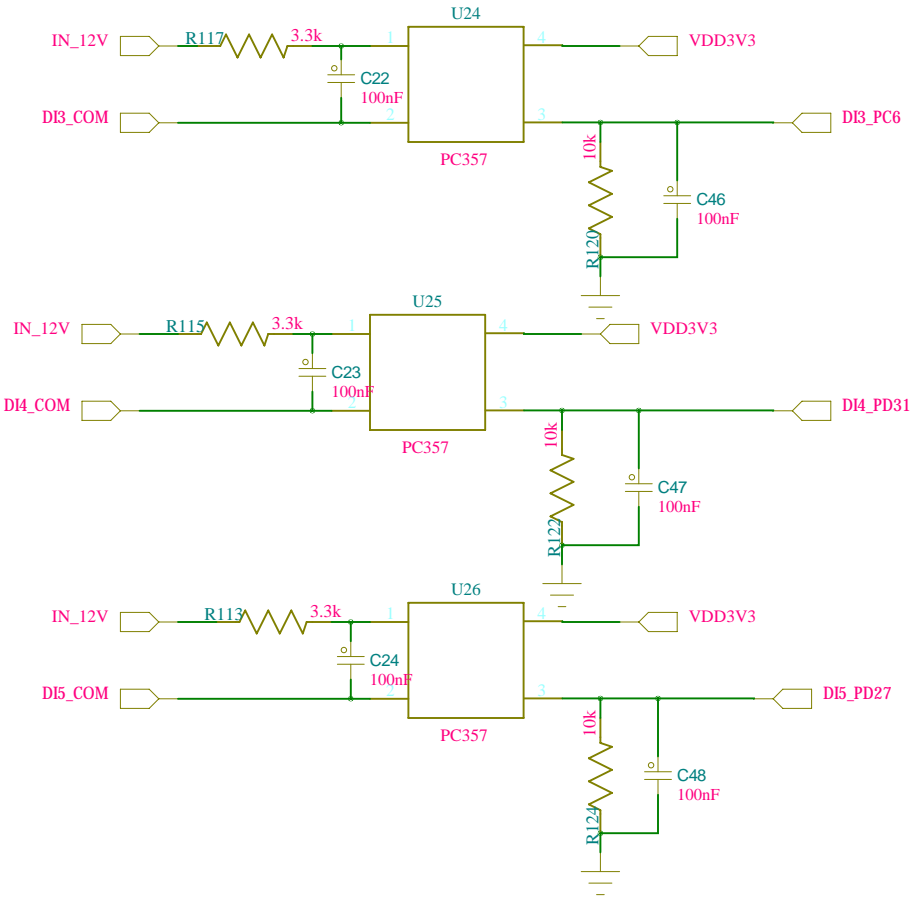 U24
IN_12V R117 3.3k 1 4 VDD3V3
C22
100nF
DI3_COM 2 3 DI3_PC6
PC357
10k
C46
100nF
R120
U25
IN_12V R115 3.3k 1 4 VDD3V3
C23
100nF
DI4_COM 2 3 DI4_PD31
PC357
10k
C47
100nF
R122
U26
IN_12V R113 3.3k 1 4 VDD3V3
C24
100nF
DI5_COM 2 3 DI5_PD27
PC357
10k
C48
100nF
R124